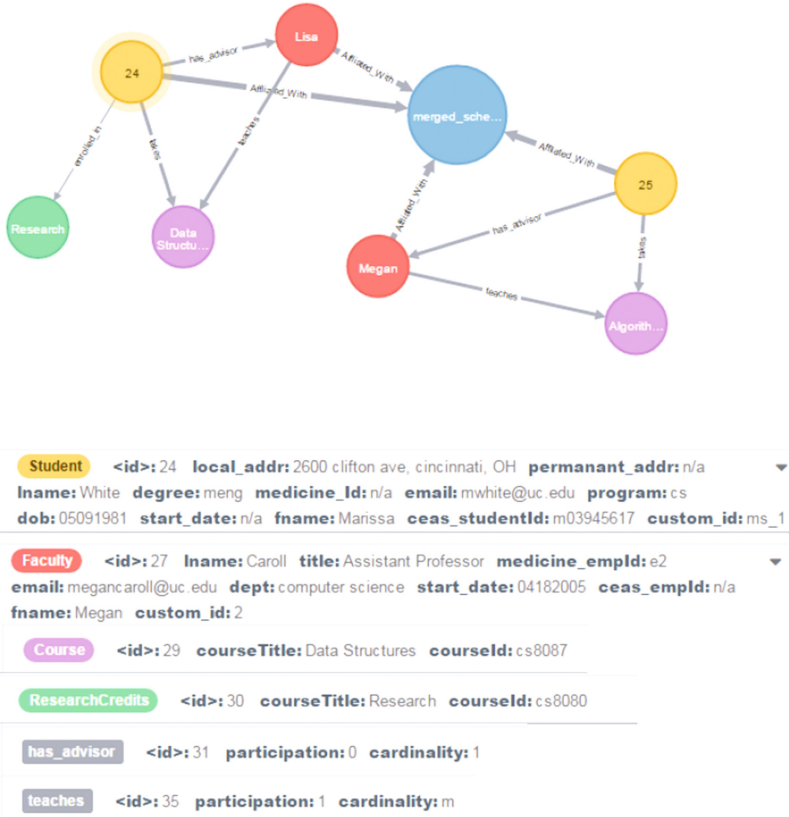 Lisa
has_advisor
Affliated_With
24
Affliated_With
merged_sche...
teaches
enrolled_in
takes
Affliated_With
25
Research
Data
Structu...
Affliated_With
has_advisor
takes
Megan
teaches
Algorith...
Student <id>: 24 local_addr: 2600 clifton ave, cincinnati, OH permanant_addr: n/a
lname: White degree: meng medicine_Id: n/a email: mwhite@uc.edu program: cs
dob: 05091981 start_date: n/a fname: Marissa ceas_studentId: m03945617 custom_id: ms_1
Faculty <id>: 27 lname: Caroll title: Assistant Professor medicine_empId: e2
email: megancaroll@uc.edu dept: computer science start_date: 04182005 ceas_empId: n/a
fname: Megan custom_id: 2
Course <id>: 29 courseTitle: Data Structures courseId: cs8087
ResearchCredits <id>: 30 courseTitle: Research courseId: cs8080
has_advisor <id>: 31 participation: 0 cardinality: 1
teaches <id>: 35 participation: 1 cardinality: m